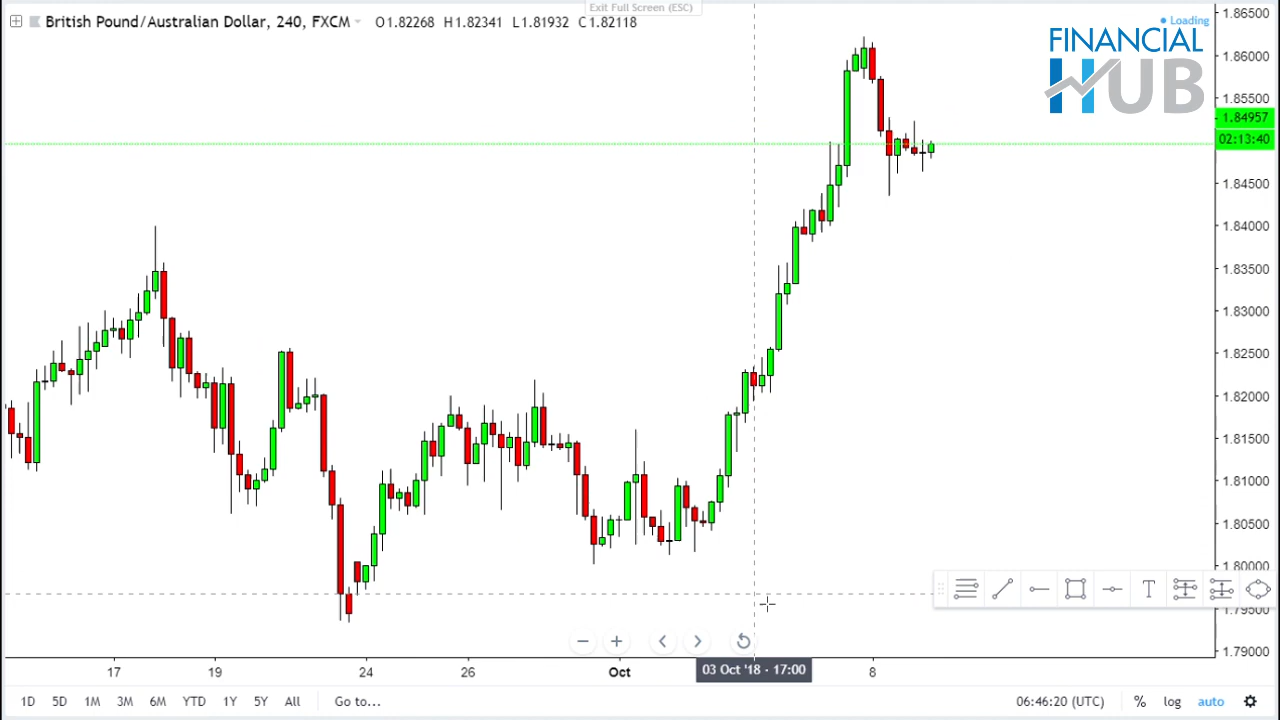 Exit Full Screen (ESC)
British Pound/Australian Dollar, 240, FXCM O1.82268 H1.82341 L1.81932 C1.82118
Loading
FINANCIAL
HUB
1.86500
1.86000
1.85500
1.84957
02:13:40
1.84500
1.84000
1.83500
1.83000
1.82500
1.82000
1.81500
1.81000
1.80500
1.80000
1.79500
1.79000
T
17 19 24 26 Oct 03 Oct '18 · 17:00 8
1D 5D 1M 3M 6M YTD 1Y 5Y All Go to... 06:46:20 (UTC) % log auto